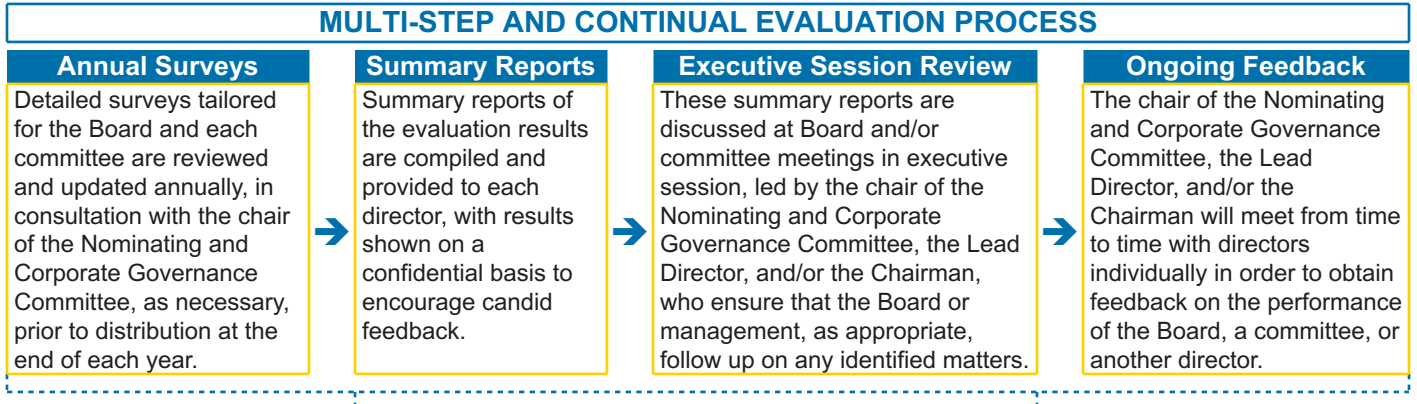 MULTI-STEP AND CONTINUAL EVALUATION PROCESS
Annual Surveys
Detailed surveys tailored
for the Board and each
committee are reviewed
and updated annually, in
consultation with the chair
of the Nominating and
Corporate Governance
Committee, as necessary,
prior to distribution at the
end of each year.
Summary Reports
Summary reports of
the evaluation results
are compiled and
provided to each
director, with results
shown on a
confidential basis to
encourage candid
feedback.
Executive Session Review
These summary reports are
discussed at Board and/or
committee meetings in executive
session, led by the chair of the
Nominating and Corporate
Governance Committee, the Lead
Director, and/or the Chairman,
who ensure that the Board or
management, as appropriate,
follow up on any identified matters.
Ongoing Feedback
The chair of the Nominating
and Corporate Governance
Committee, the Lead
Director, and/or the
Chairman will meet from time
to time with directors
individually in order to obtain
feedback on the performance
of the Board, a committee, or
another director.